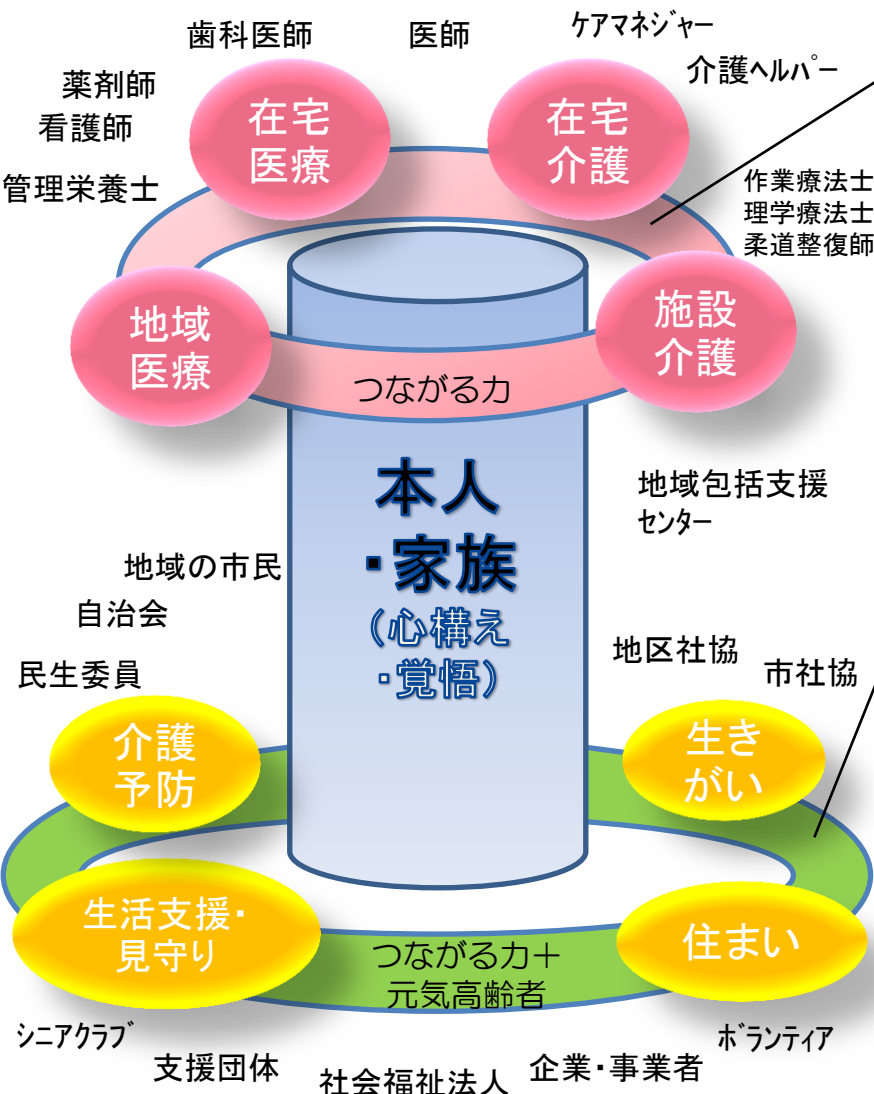 歯科医師
医師
ケアマネジャー
薬剤師
看護師
管理栄養士
在宅
医療
在宅
介護
介護ヘルパー
作業療法士
理学療法士
柔道整復師
地域
医療
施設
介護
つながる力
本人
・家族
(心構え
・覚悟)
地域包括支援
センター
地域の市民
自治会
民生委員
地区社協
市社協
介護
予防
生き
がい
生活支援・
見守り
住まい
つながる力＋
元気高齢者
シニアクラブ
支援団体
社会福祉法人
企業・事業者
ボランティア